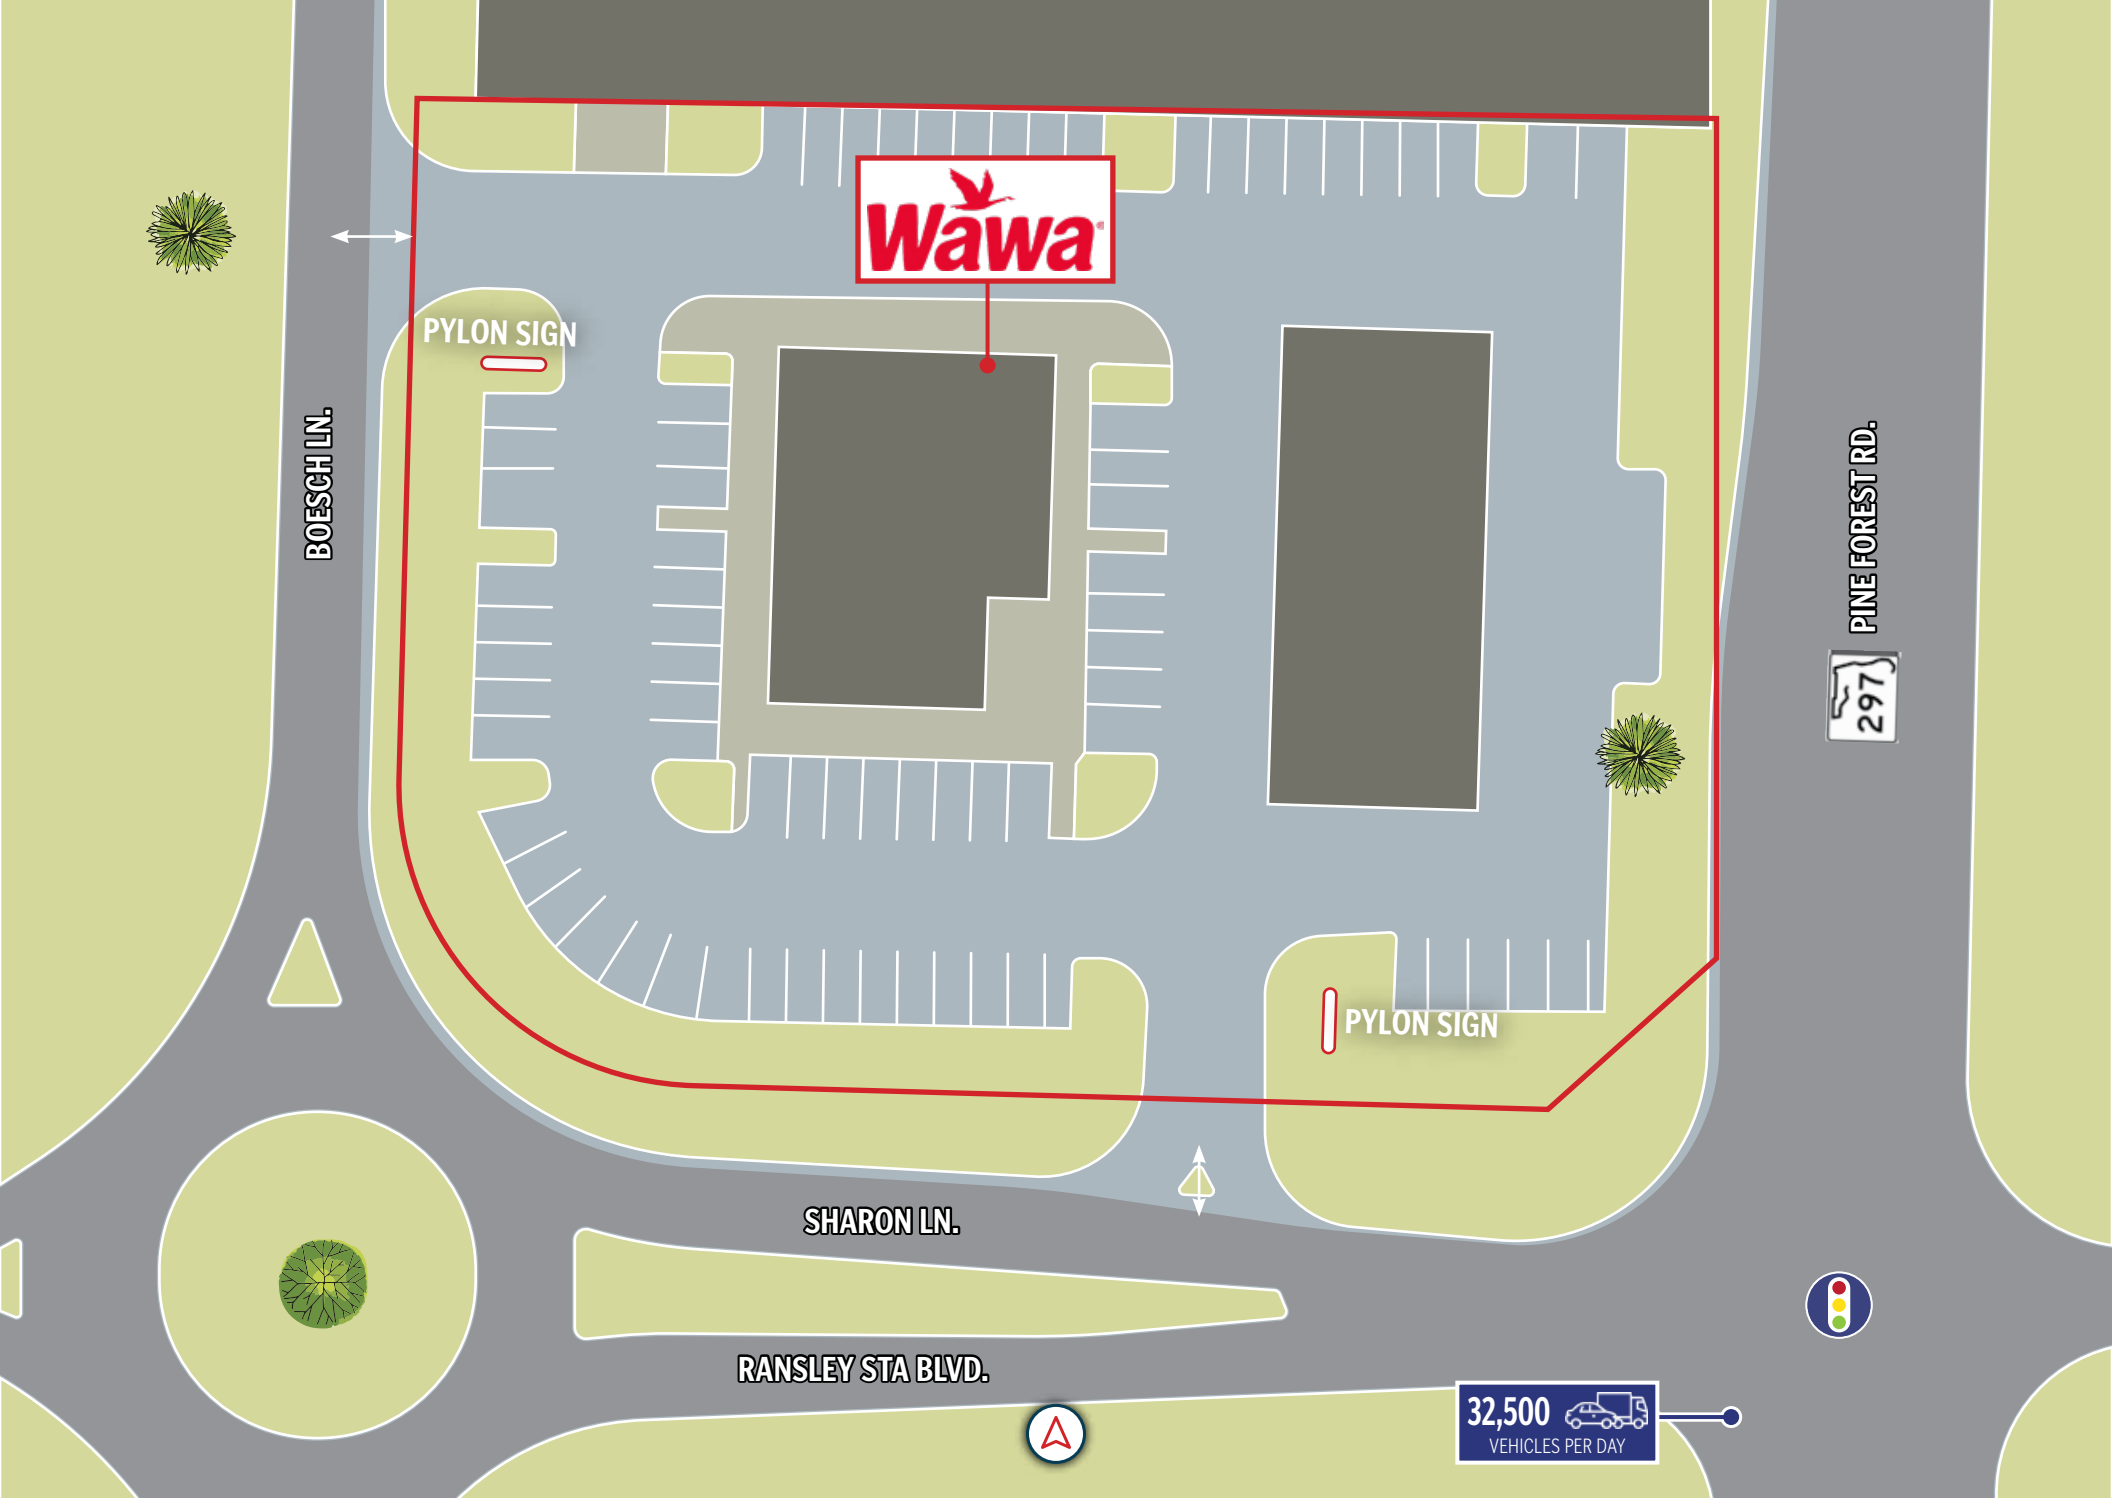 Wawa
PYLON SIGN
BOESCH LN.
PINE FOREST RD.
297
PYLON SIGN
SHARON LN.
RANSLEY STA BLVD.
32,500
VEHICLES PER DAY